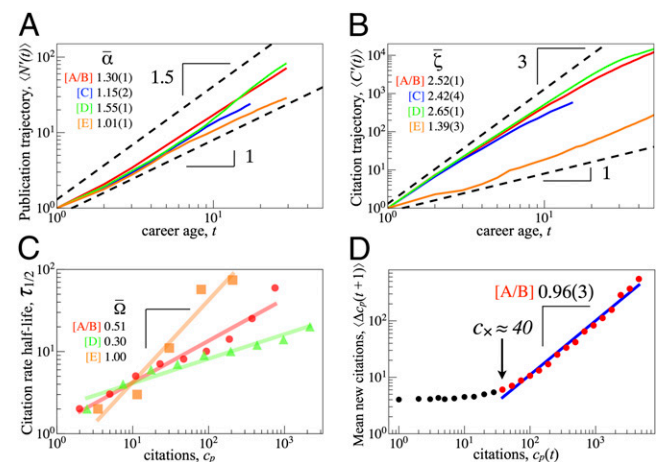 A
ᾱ
[A/B] 1.30(1)
[C] 1.15(2)
[D] 1.55(1)
[E] 1.01(1)
1.5
1
Publication trajectory, ⟨N'(t)⟩
10²
10¹
10⁰
10⁰
10¹
career age, t
B
ζ̄
[A/B] 2.52(1)
[C] 2.42(4)
[D] 2.65(1)
[E] 1.39(3)
3
1
Citation trajectory, ⟨C'(t)⟩
10⁴
10³
10²
10¹
10⁰
10⁰
10¹
career age, t
C
Ω̄
[A/B] 0.51
[D] 0.30
[E] 1.00
1
Citation rate half-life, τ1/2
10²
10¹
10⁰
10⁰
10¹
10²
10³
citations, cp
D
[A/B] 0.96(3)
c× ≈ 40
Mean new citations, ⟨Δcp(t+1)⟩
10²
10¹
10⁰
10⁰
10¹
10²
10³
citations, cp(t)